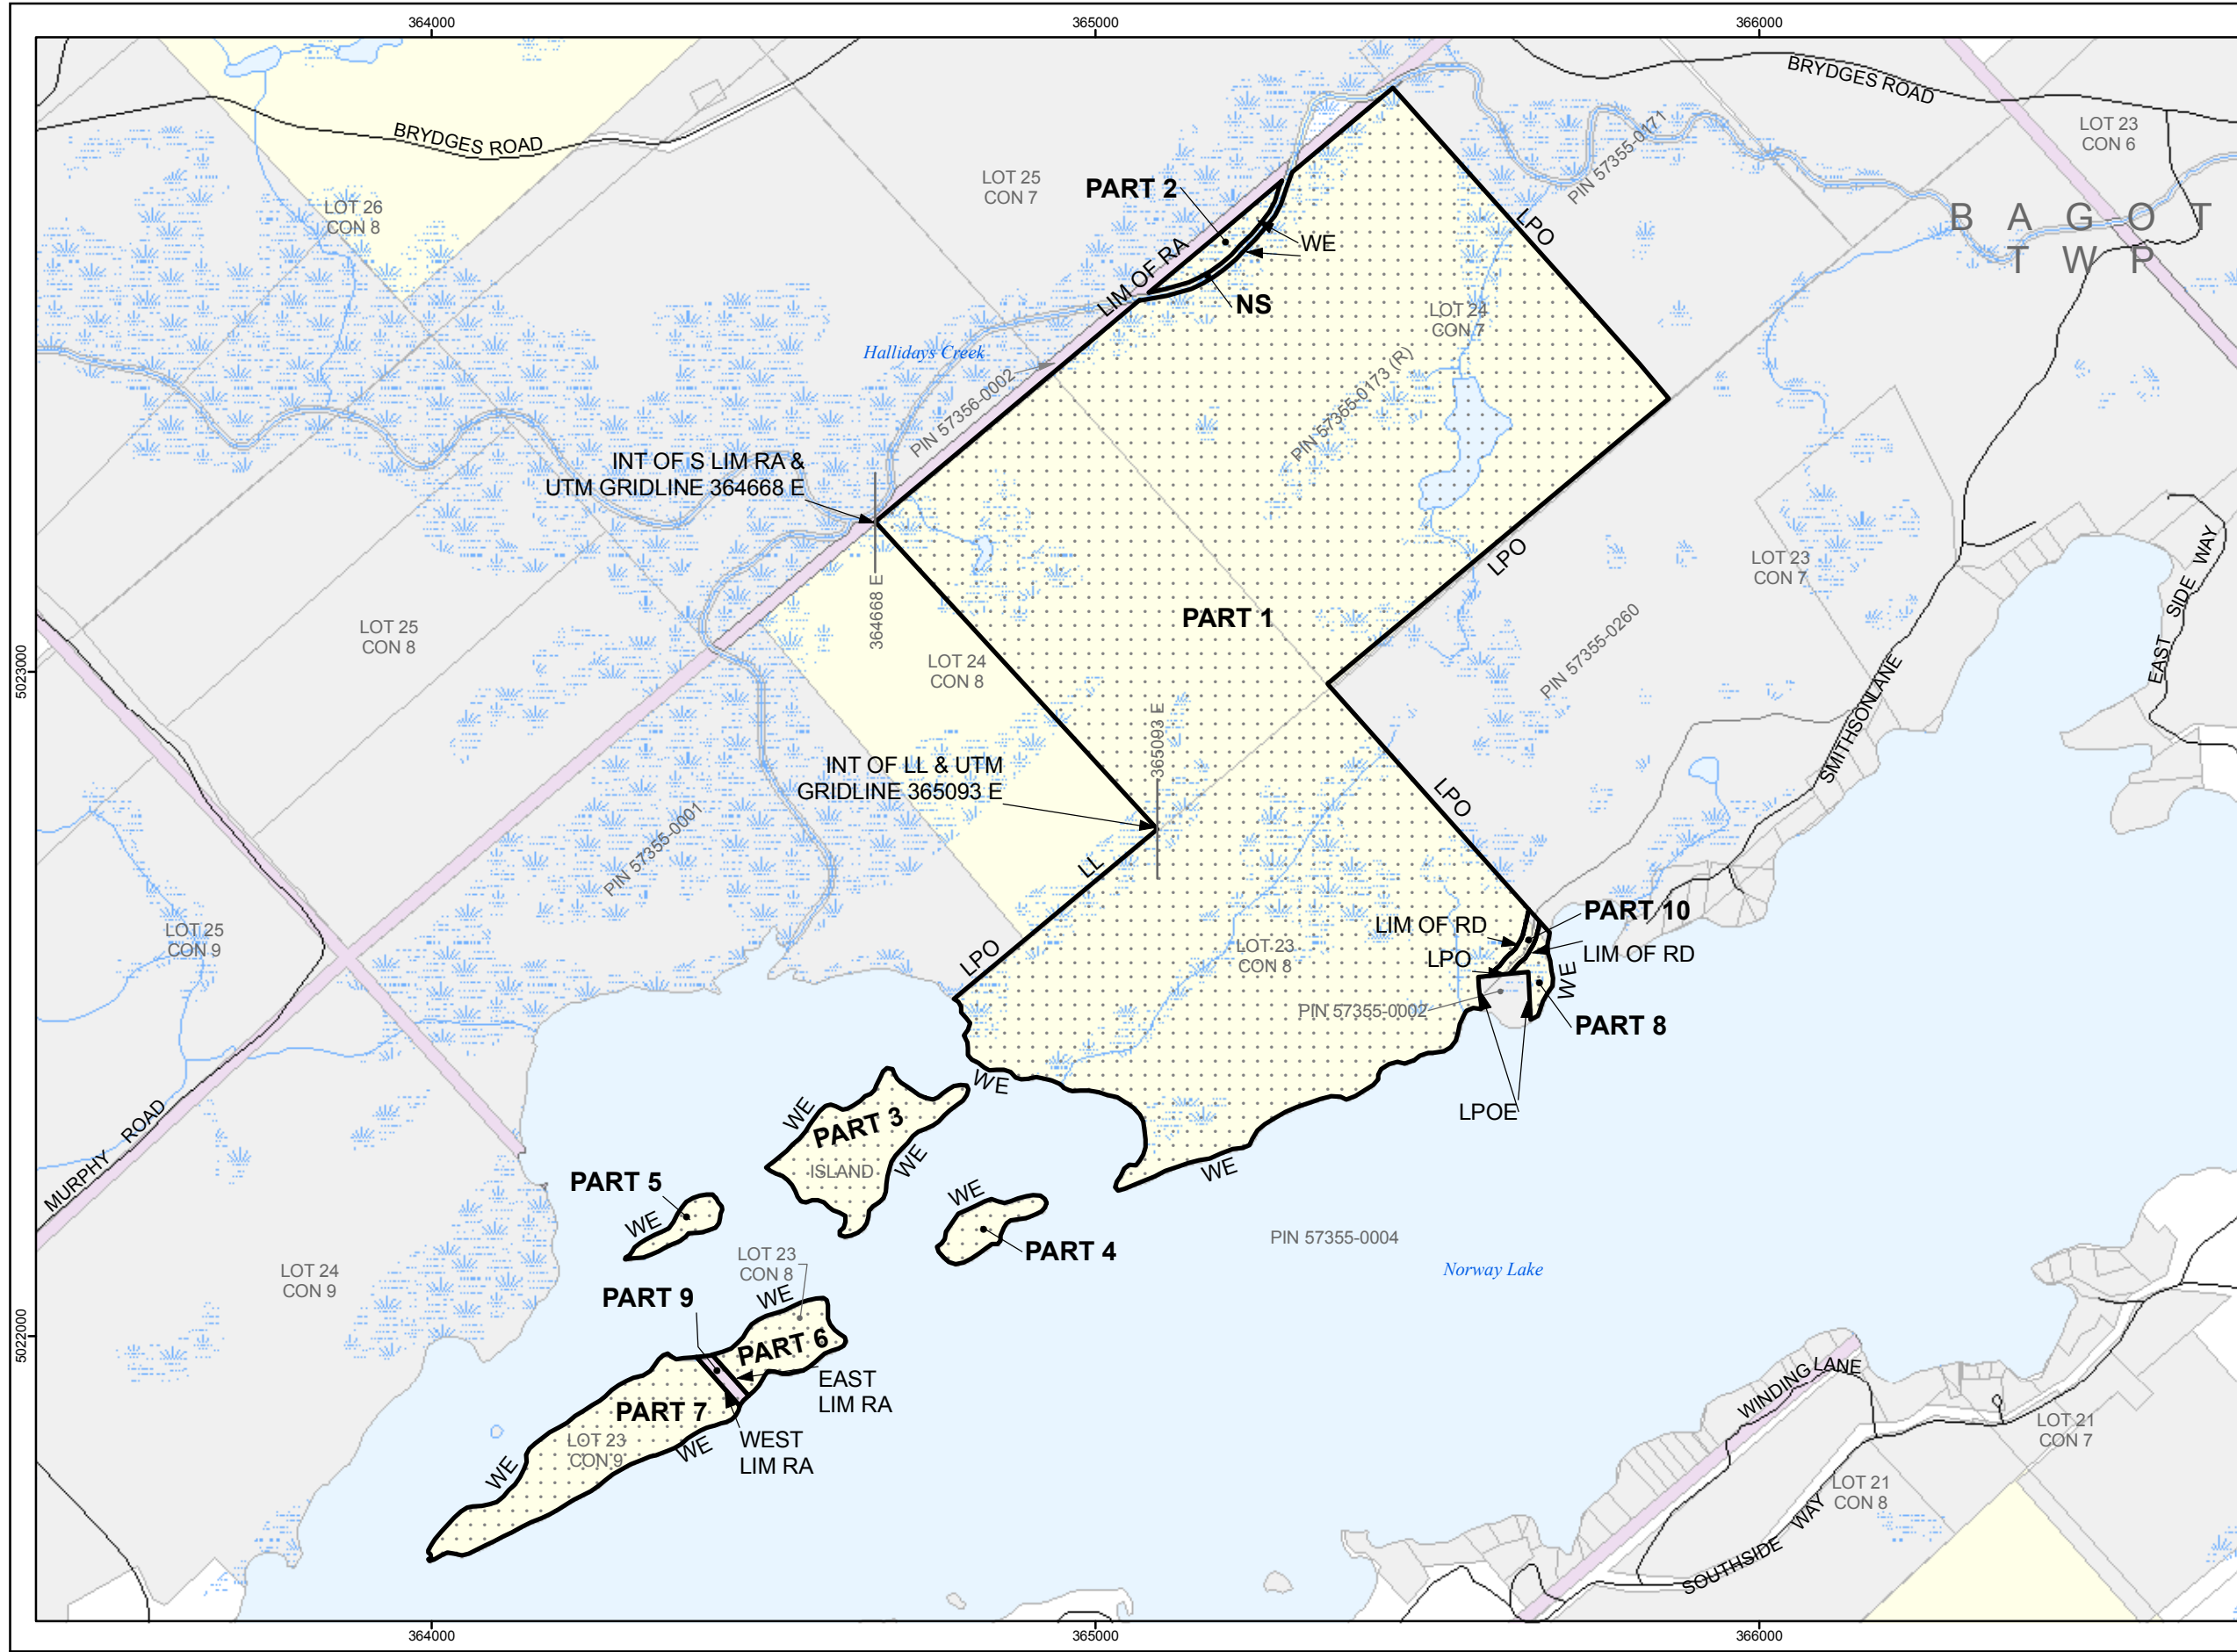 364000
365000
366000
BRYDGES ROAD
BRYDGES ROAD
LOT 23
CON 6
PIN 57355-0171
LOT 25
CON 7
PART 2
LOT 26
CON 8
LPO
BAGOT
TWP
WE
LIM OF RA
NS
LOT 24
CON 7
Hallidays Creek
PIN 57356-0002
PIN 57355-0173 (R)
INT OF S LIM RA &
UTM GRIDLINE 364668 E
LPO
LOT 23
CON 7
EAST SIDE WAY
364668 E
PART 1
LOT 25
CON 8
LOT 24
CON 8
PIN 57355-0260
5023000
SMITHSON LANE
365093 E
INT OF LL & UTM
GRIDLINE 365093 E
LPO
PIN 57355-0001
LL
PART 10
LIM OF RD
LOT 25
CON 9
LOT 23
CON 8
LPO
LPO
LIM OF RD
WE
PIN 57355-0002
PART 8
WE
LPOE
WE
PART 3
MURPHY ROAD
ISLAND
WE
WE
PART 5
WE
WE
PIN 57355-0004
PART 4
LOT 23
CON 8
LOT 24
CON 9
Norway Lake
PART 9
WE
5022000
PART 6
EAST
LIM RA
WINDING LANE
PART 7
LOT 21
CON 7
LOT 23
CON 9
WE
WEST
LIM RA
WE
LOT 21
CON 8
SOUTHSIDE WAY
364000
365000
366000